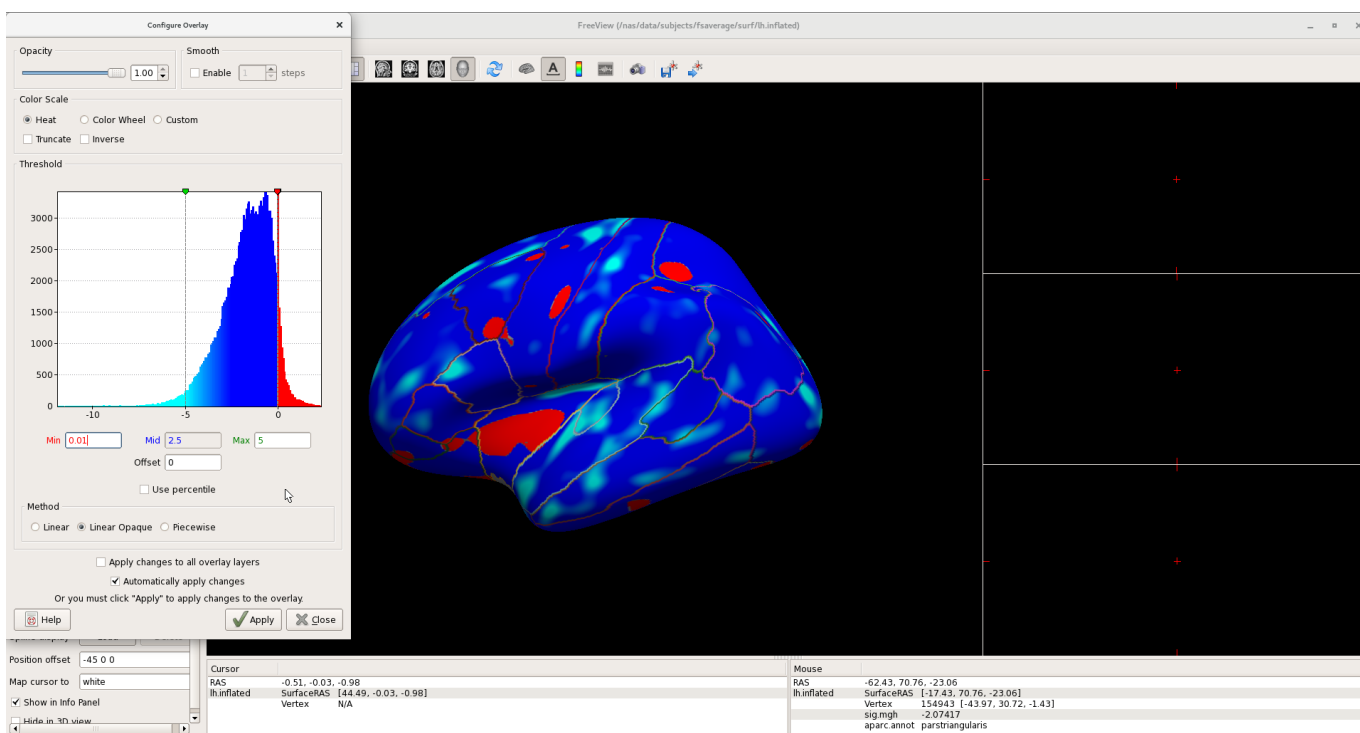 Configure Overlay
FreeView (/nas/data/subjects/fsaverage/surf/lh.inflated)
Opacity
1.00
Smooth
Enable 1 steps
Color Scale
Heat Color Wheel Custom
Truncate Inverse
Threshold
3000
2500
2000
1500
1000
500
0
-10 -5 0
Min 0.01 Mid 2.5 Max 5
Offset 0
Use percentile
Method
Linear Linear Opaque Piecewise
Apply changes to all overlay layers
Automatically apply changes
Or you must click "Apply" to apply changes to the overlay.
Help Apply Close
Position offset -45 0 0
Map cursor to white
Show in Info Panel
Hide in 3D view
Cursor
RAS -0.51, -0.03, -0.98
lh.inflated SurfaceRAS [44.49, -0.03, -0.98]
Vertex N/A
Mouse
RAS -62.43, 70.76, -23.06
lh.inflated SurfaceRAS [-17.43, 70.76, -23.06]
Vertex 154943 [-43.97, 30.72, -1.43]
sig.mgh -2.07417
aparc.annot parstriangularis